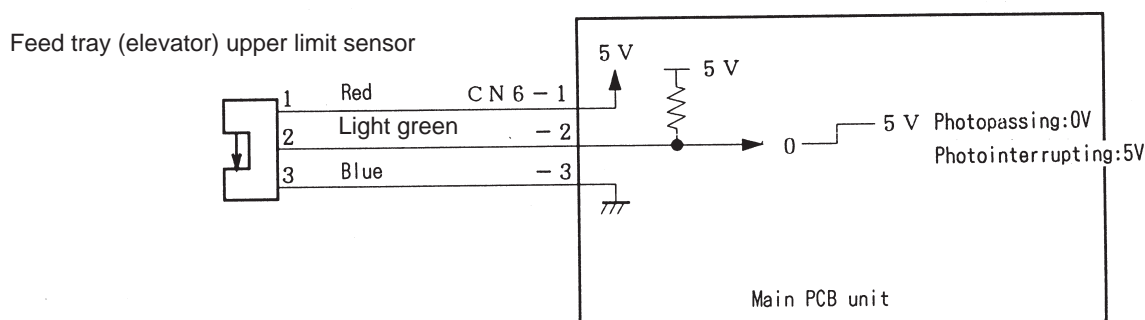 Feed tray (elevator) upper limit sensor
5 V
5 V
1 Red CN6-1
2 Light green -2
3 Blue -3
0 5 V Photopassing:0V
Photointerrupting:5V
Main PCB unit